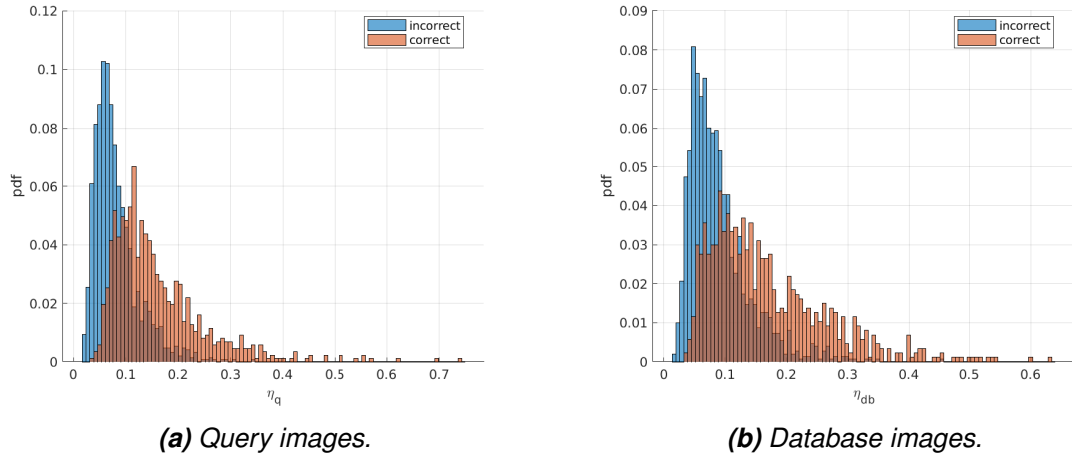 0.12
0.1
0.08
0.06
0.04
0.02
0
pdf
incorrect
correct
0 0.1 0.2 0.3 0.4 0.5 0.6 0.7
η_q
(a) Query images.
0.09
0.08
0.07
0.06
0.05
0.04
0.03
0.02
0.01
0
pdf
incorrect
correct
0 0.1 0.2 0.3 0.4 0.5 0.6
η_db
(b) Database images.